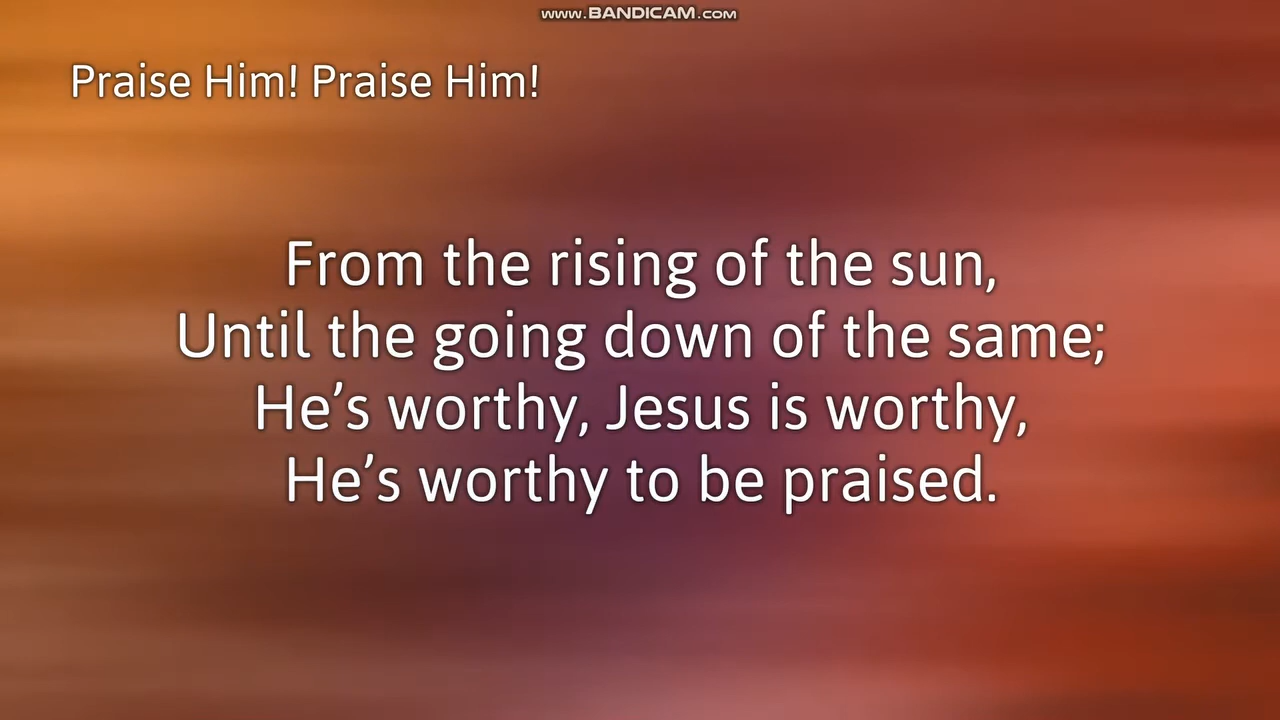 www.BANDICAM.com
Praise Him! Praise Him!
From the rising of the sun,
Until the going down of the same;
He’s worthy, Jesus is worthy,
He’s worthy to be praised.